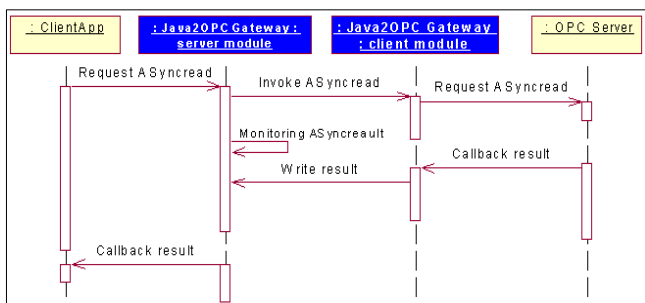 : ClientApp
: Java2OPC Gateway :
server module
: Java2OPC Gateway
: client module
: OPC Server
Request ASyncread
Invoke ASyncread
Request ASyncread
Monitoring ASyncreault
Callback result
Write result
Callback result